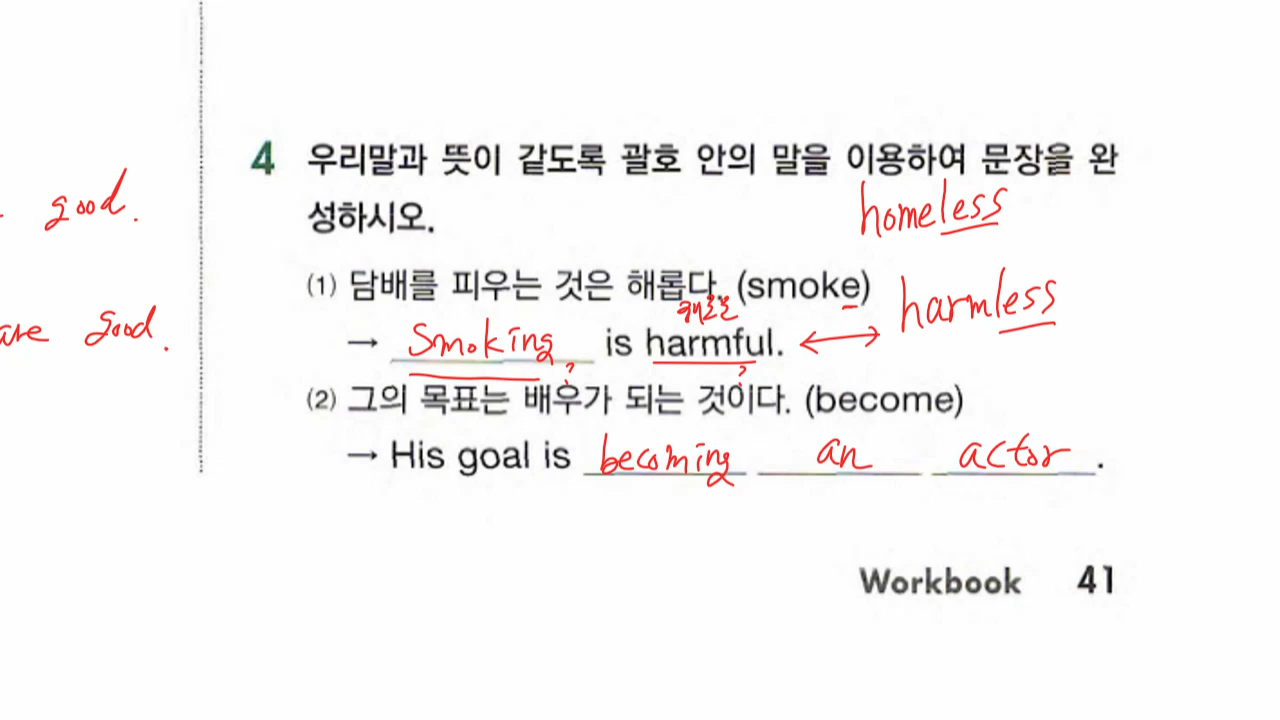 good.
are good.
4 우리말과 뜻이 같도록 괄호 안의 말을 이용하여 문장을 완
성하시오.
homeless
(1) 담배를 피우는 것은 해롭다. (smoke)
해로운
harmless
→ smoking is harmful. ↔
(2) 그의 목표는 배우가 되는 것이다. (become)
→ His goal is becoming an actor.
Workbook 41